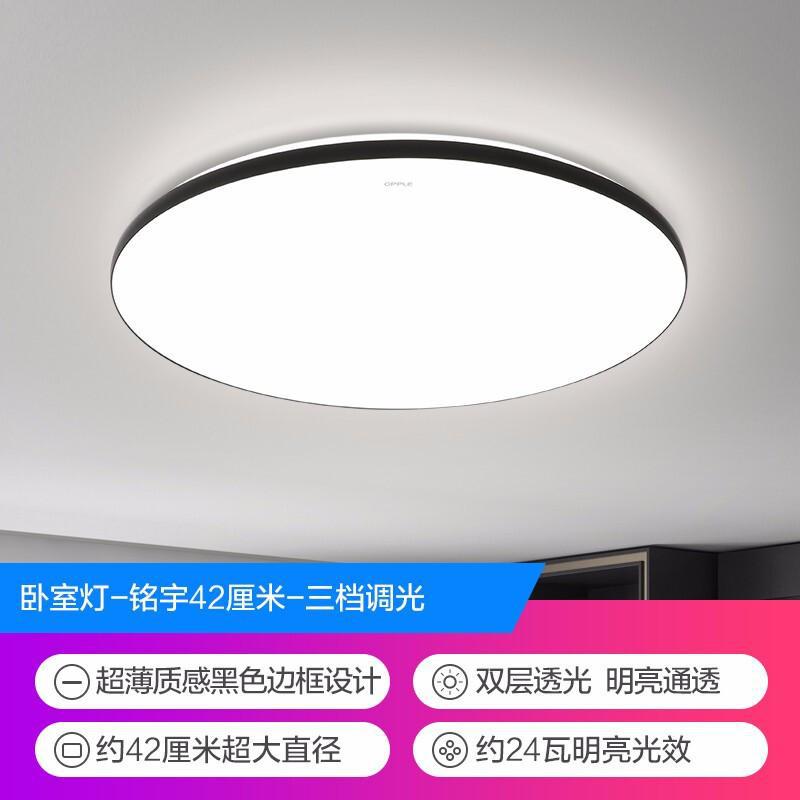 OPPLE
卧室灯-铭宇42厘米-三档调光
超薄质感黑色边框设计
双层透光 明亮通透
约42厘米超大直径
约24瓦明亮光效